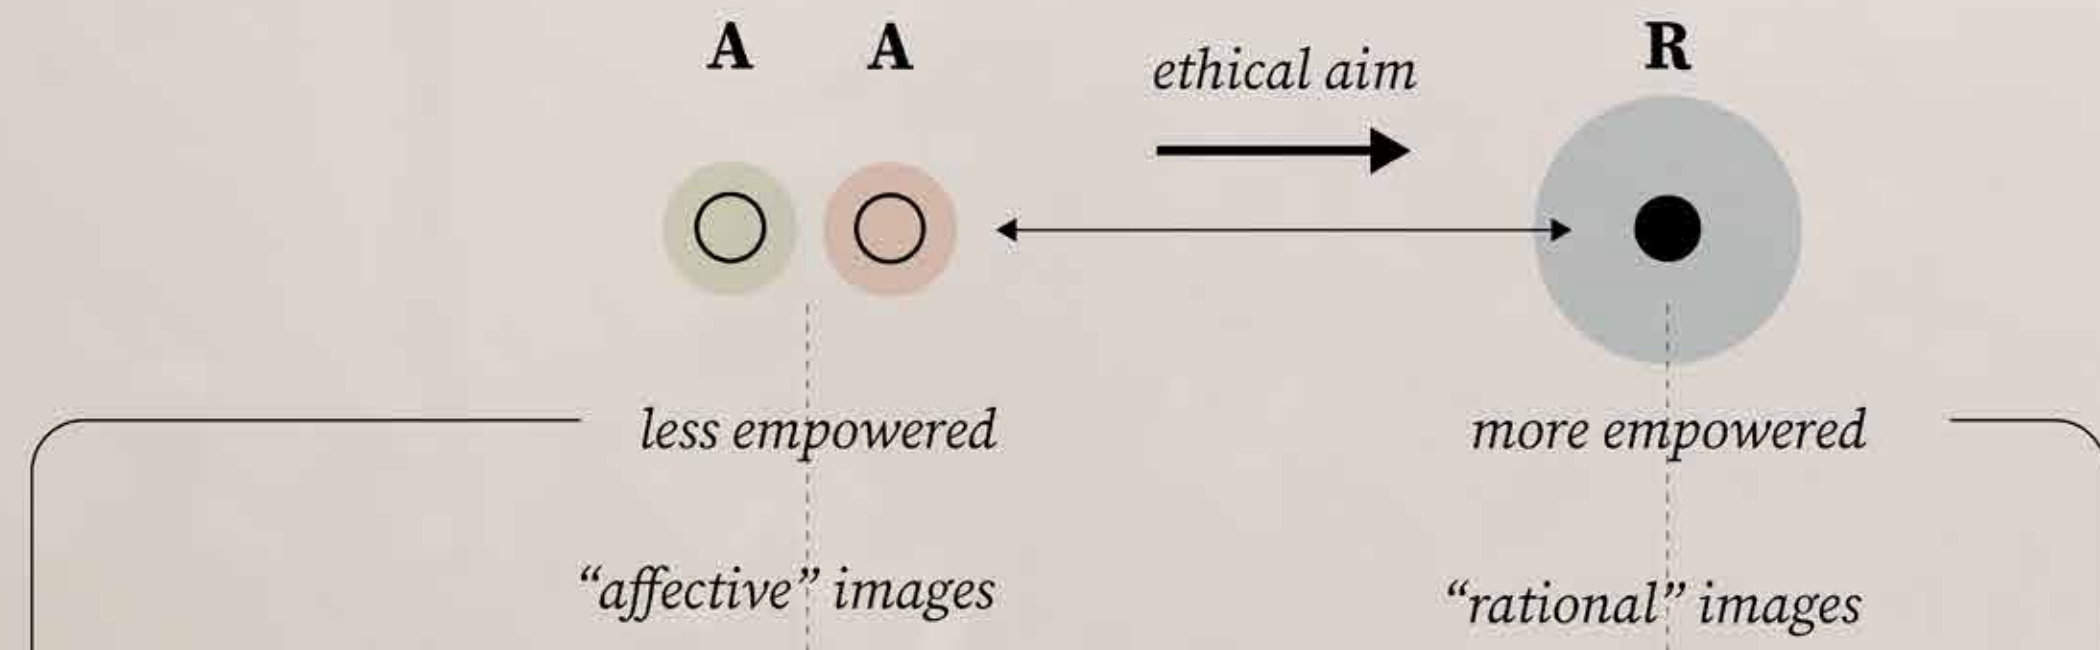 A A R
ethical aim
less empowered more empowered
“affective” images “rational” images